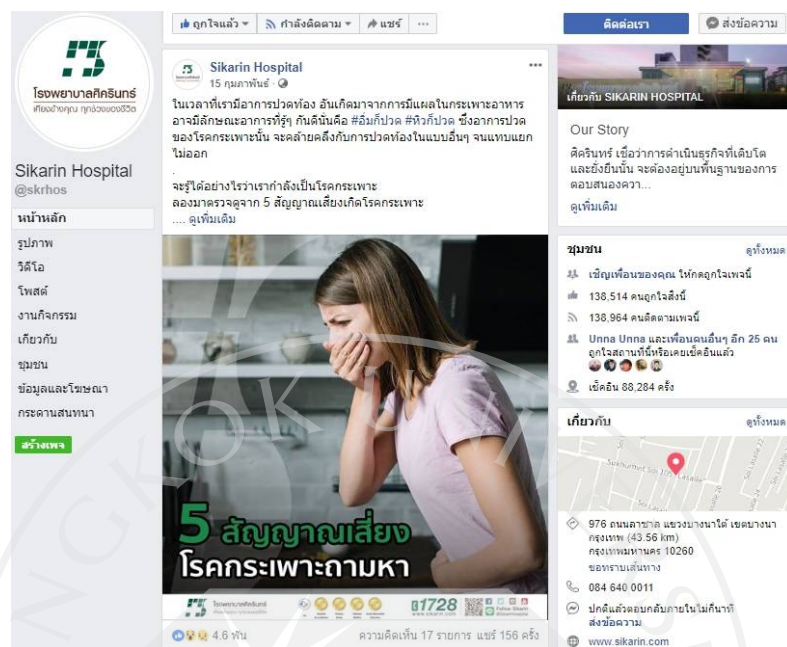 ถูกใจแล้ว
กำลังติดตาม
แชร์
ติดต่อเรา
ส่งข้อความ
โรงพยาบาลศิครินทร์
เคียงข้างคุณ ทุกช่วงของชีวิต
Sikarin Hospital
@skrhos
หน้าหลัก
รูปภาพ
วิดีโอ
โพสต์
งานกิจกรรม
เกี่ยวกับ
ชุมชน
ข้อมูลและโฆษณา
กระดานสนทนา
สร้างเพจ
Sikarin Hospital
15 กุมภาพันธ์
ในเวลาที่เรามีอาการปวดท้อง อันเกิดมาจากการมีแผลในกระเพาะอาหาร
อาจมีลักษณะอาการที่รู้ๆ กันดีนั่นคือ #อิ่มก็ปวด #หิวก็ปวด ซึ่งอาการปวด
ของโรคกระเพาะนั้น จะคล้ายคลึงกับการปวดท้องในแบบอื่นๆ จนแทบแยก
ไม่ออก
.
จะรู้ได้อย่างไรว่าเรากำลังเป็นโรคกระเพาะ
ลองมาตรวจดูจาก 5 สัญญาณเสี่ยงเกิดโรคกระเพาะ
.... ดูเพิ่มเติม
5 สัญญาณเสี่ยง
โรคกระเพาะถามหา
โรงพยาบาลศิครินทร์
1728
www.sikarin.com
4.6 พัน
ความคิดเห็น 17 รายการ แชร์ 156 ครั้ง
เกี่ยวกับ SIKARIN HOSPITAL
Our Story
ศิครินทร์ เชื่อว่าการดำเนินธุรกิจที่เติบโต
และยั่งยืนนั้น จะต้องอยู่บนพื้นฐานของการ
ตอบสนองควา...
ดูเพิ่มเติม
ชุมชน
ดูทั้งหมด
เชิญเพื่อนของคุณ ให้กดถูกใจเพจนี้
138,514 คนถูกใจสิ่งนี้
138,964 คนติดตามเพจนี้
Unna Unna และเพื่อนคนอื่นๆ อีก 25 คน
ถูกใจสถานที่นี้หรือเคยเช็คอินแล้ว
เช็คอิน 88,284 ครั้ง
เกี่ยวกับ
ดูทั้งหมด
976 ถนนลาซาล แขวงบางนาใต้ เขตบางนา
กรุงเทพ (43.56 km)
กรุงเทพมหานคร 10260
ขอทราบเส้นทาง
084 640 0011
ปกติแล้วตอบกลับภายในไม่กี่นาที
ส่งข้อความ
www.sikarin.com